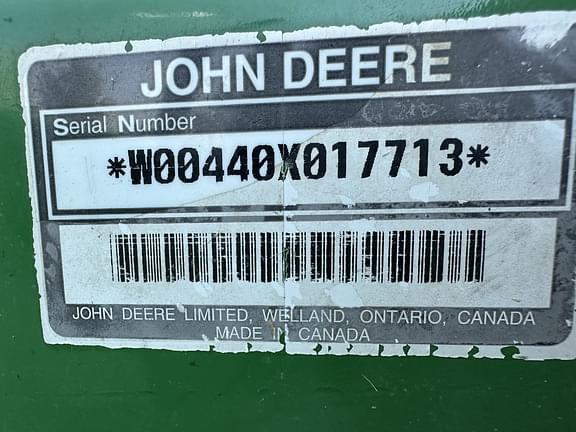 JOHN DEERE
Serial Number
*W00440X017713*
JOHN DEERE LIMITED, WELLAND, ONTARIO, CANADA
MADE IN CANADA